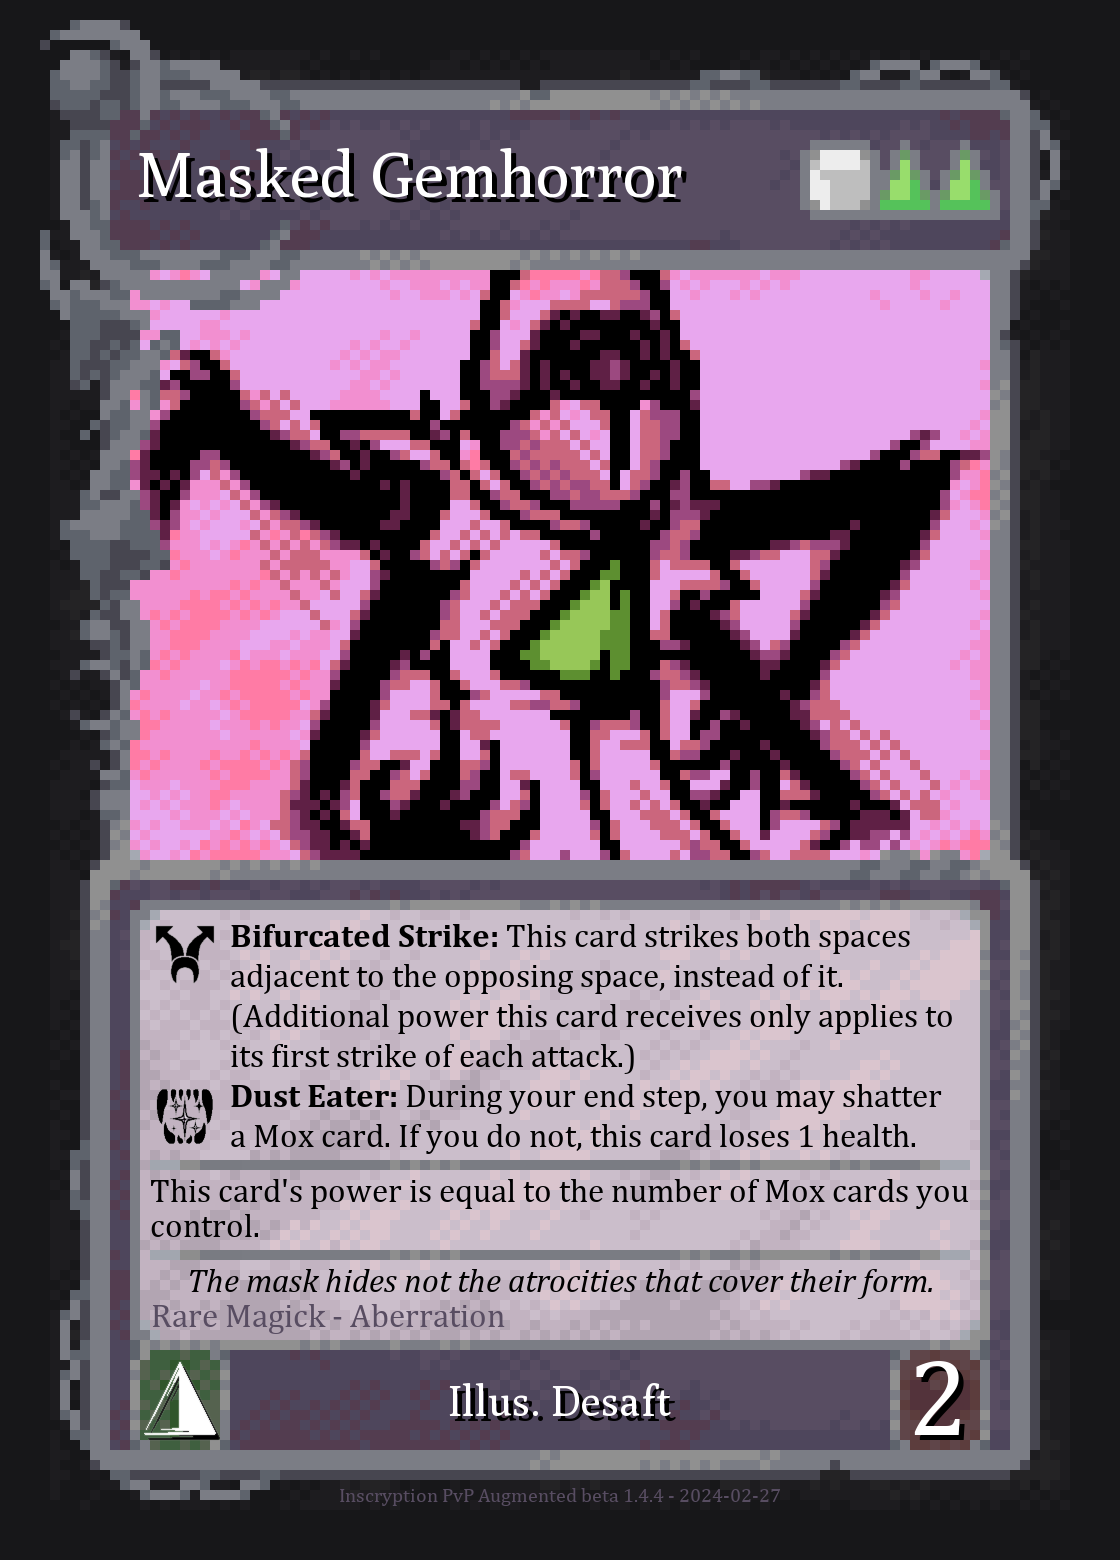 Masked Gemhorror
Bifurcated Strike: This card strikes both spaces
adjacent to the opposing space, instead of it.
(Additional power this card receives only applies to
its first strike of each attack.)
Dust Eater: During your end step, you may shatter
a Mox card. If you do not, this card loses 1 health.
This card's power is equal to the number of Mox cards you
control.
The mask hides not the atrocities that cover their form.
Rare Magick - Aberration
Illus. Desaft
2
Inscryption PvP Augmented beta 1.4.4 - 2024-02-27